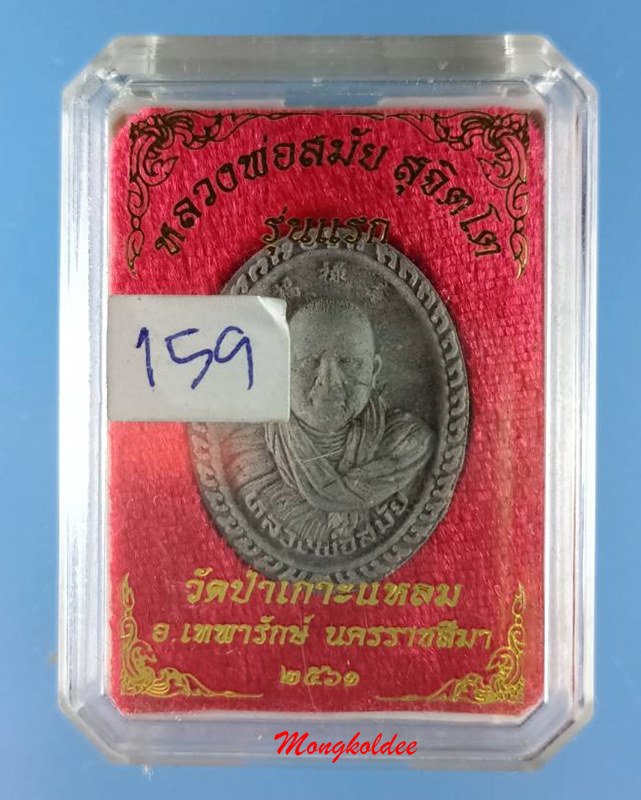 หลวงพ่อสมัย สุจิตโต
รุ่นแรก
159
หลวงพ่อสมัย
วัดป่าเกาะแหลม
อ.เทพารักษ์ นครราชสีมา
๒๕๖๑
Mongkoldee